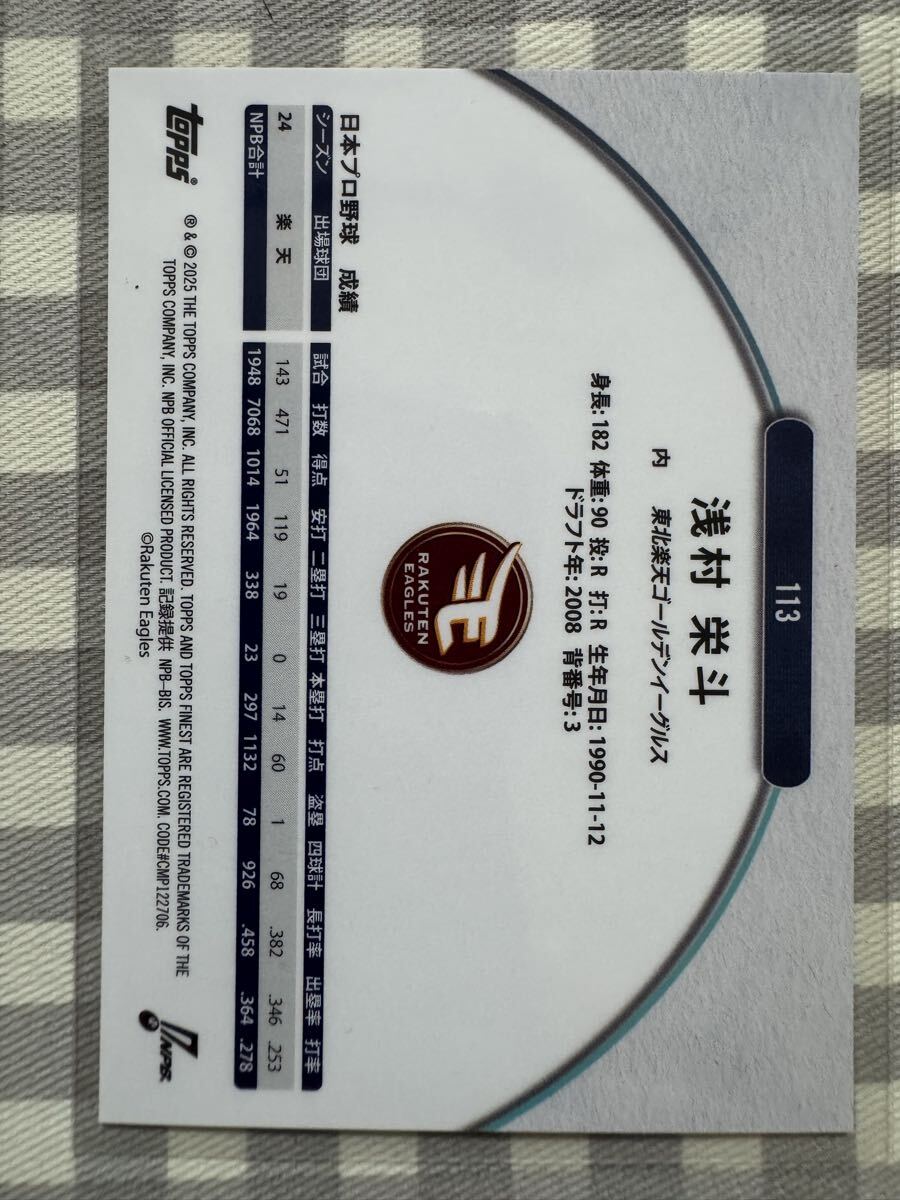 113
浅村 栄斗
内 東北楽天ゴールデンイーグルス
身長: 182 体重: 90 投: R 打: R 生年月日: 1990-11-12
ドラフト年: 2008 背番号: 3
RAKUTEN
EAGLES
日本プロ野球 成績
シーズン 出場球団 試合 打数 得点 安打 二塁打 三塁打 本塁打 打点 盗塁 四球計 長打率 出塁率 打率
24 楽天 143 471 51 119 19 0 14 60 1 68 .382 .346 .253
NPB合計 1948 7068 1014 1964 338 23 297 1132 78 926 .458 .364 .278
topps®
® & © 2025 THE TOPPS COMPANY, INC. ALL RIGHTS RESERVED. TOPPS AND TOPPS FINEST ARE REGISTERED TRADEMARKS OF THE
TOPPS COMPANY, INC. NPB OFFICIAL LICENSED PRODUCT. 記録提供 NPB-BIS. WWW.TOPPS.COM. CODE#CMP122706.
©Rakuten Eagles
NPB